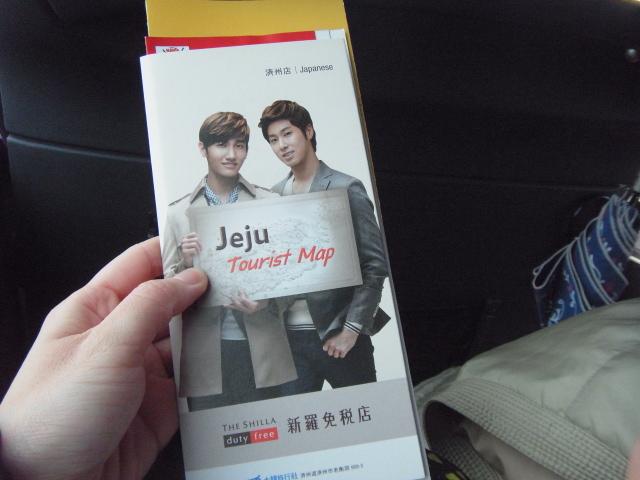 済州店 | Japanese
Jeju
Tourist Map
THE SHILLA
duty free
新羅免税店